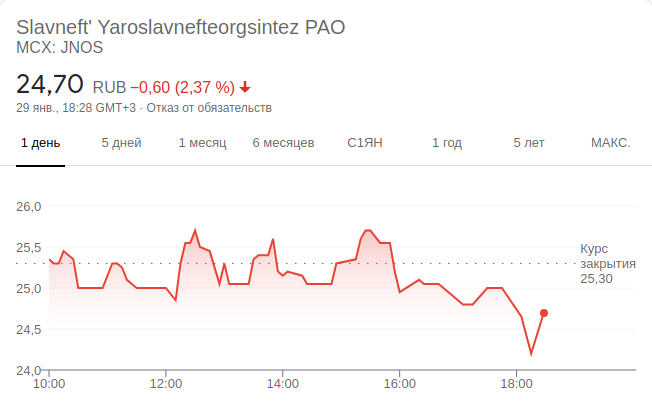 Slavneft' Yaroslavnefteorgsintez PAO
MCX: JNOS
24,70 RUB −0,60 (2,37 %)
29 янв., 18:28 GMT+3 · Отказ от обязательств
1 день 5 дней 1 месяц 6 месяцев С1ЯН 1 год 5 лет МАКС.
26,0
25,5
25,0
24,5
24,0
Курс
закрытия
25,30
10:00 12:00 14:00 16:00 18:00